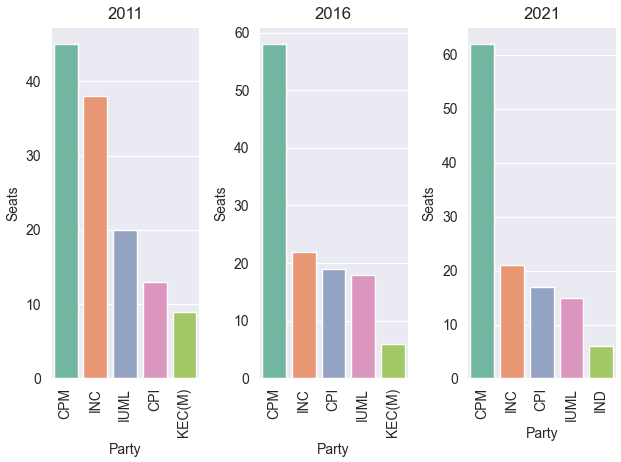 2011
Seats
40
30
20
10
0
CPM
INC
IUML
CPI
KEC(M)
Party
2016
Seats
60
50
40
30
20
10
0
CPM
INC
CPI
IUML
KEC(M)
Party
2021
Seats
60
50
40
30
20
10
0
CPM
INC
CPI
IUML
IND
Party